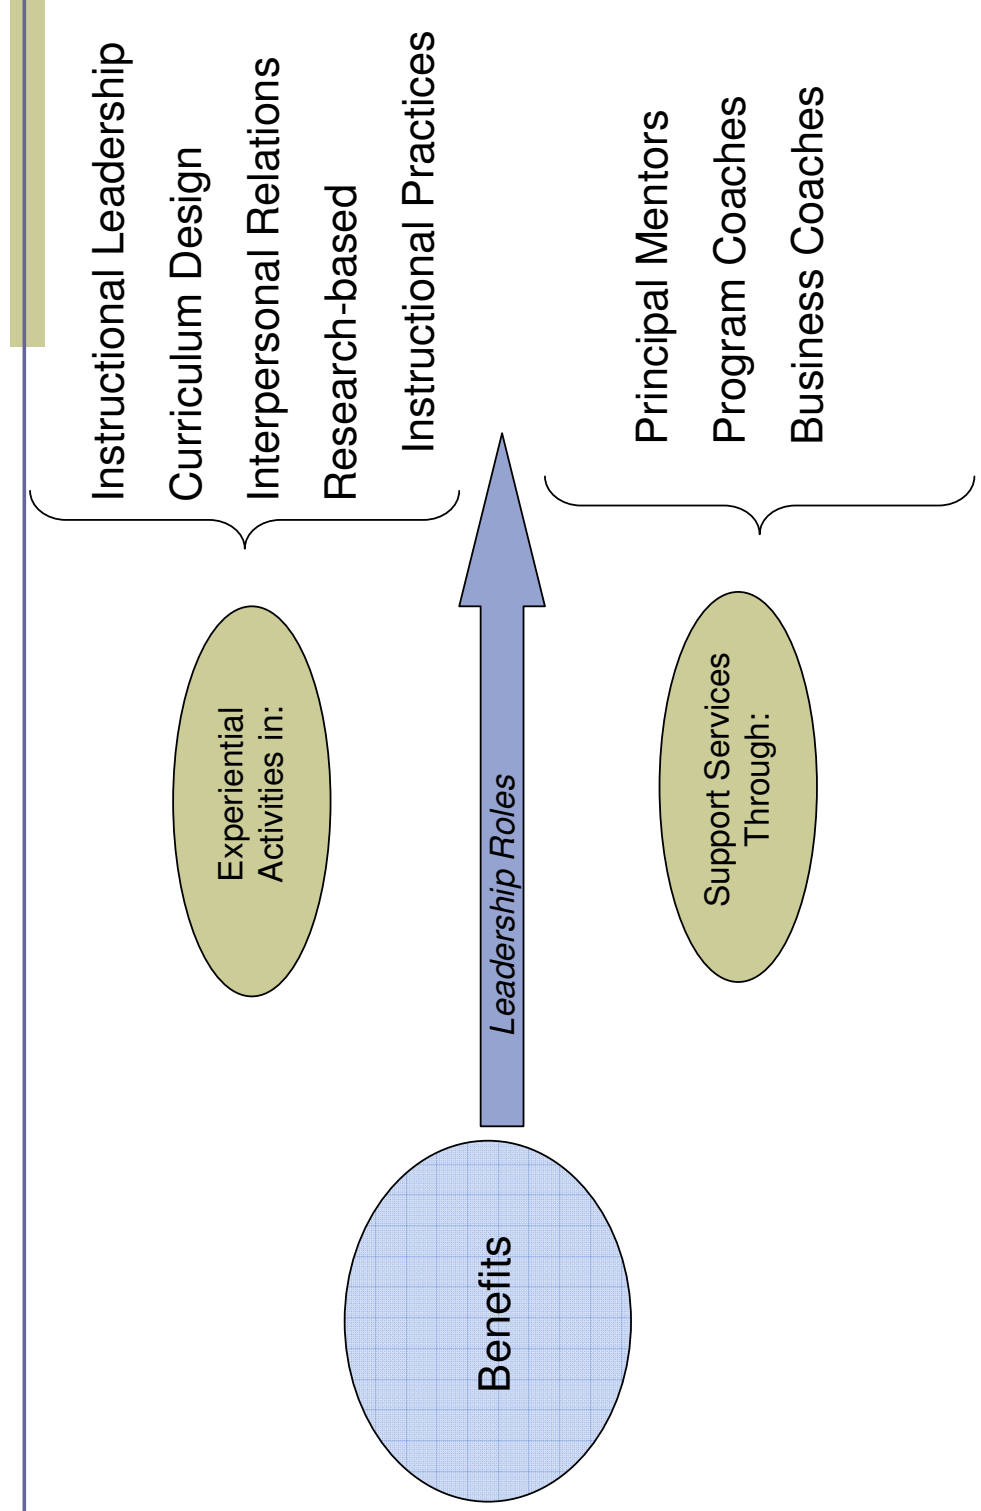 Benefits
Leadership Roles
Experiential
Activities in:
Instructional Leadership
Curriculum Design
Interpersonal Relations
Research-based
Instructional Practices
Support Services
Through:
Principal Mentors
Program Coaches
Business Coaches